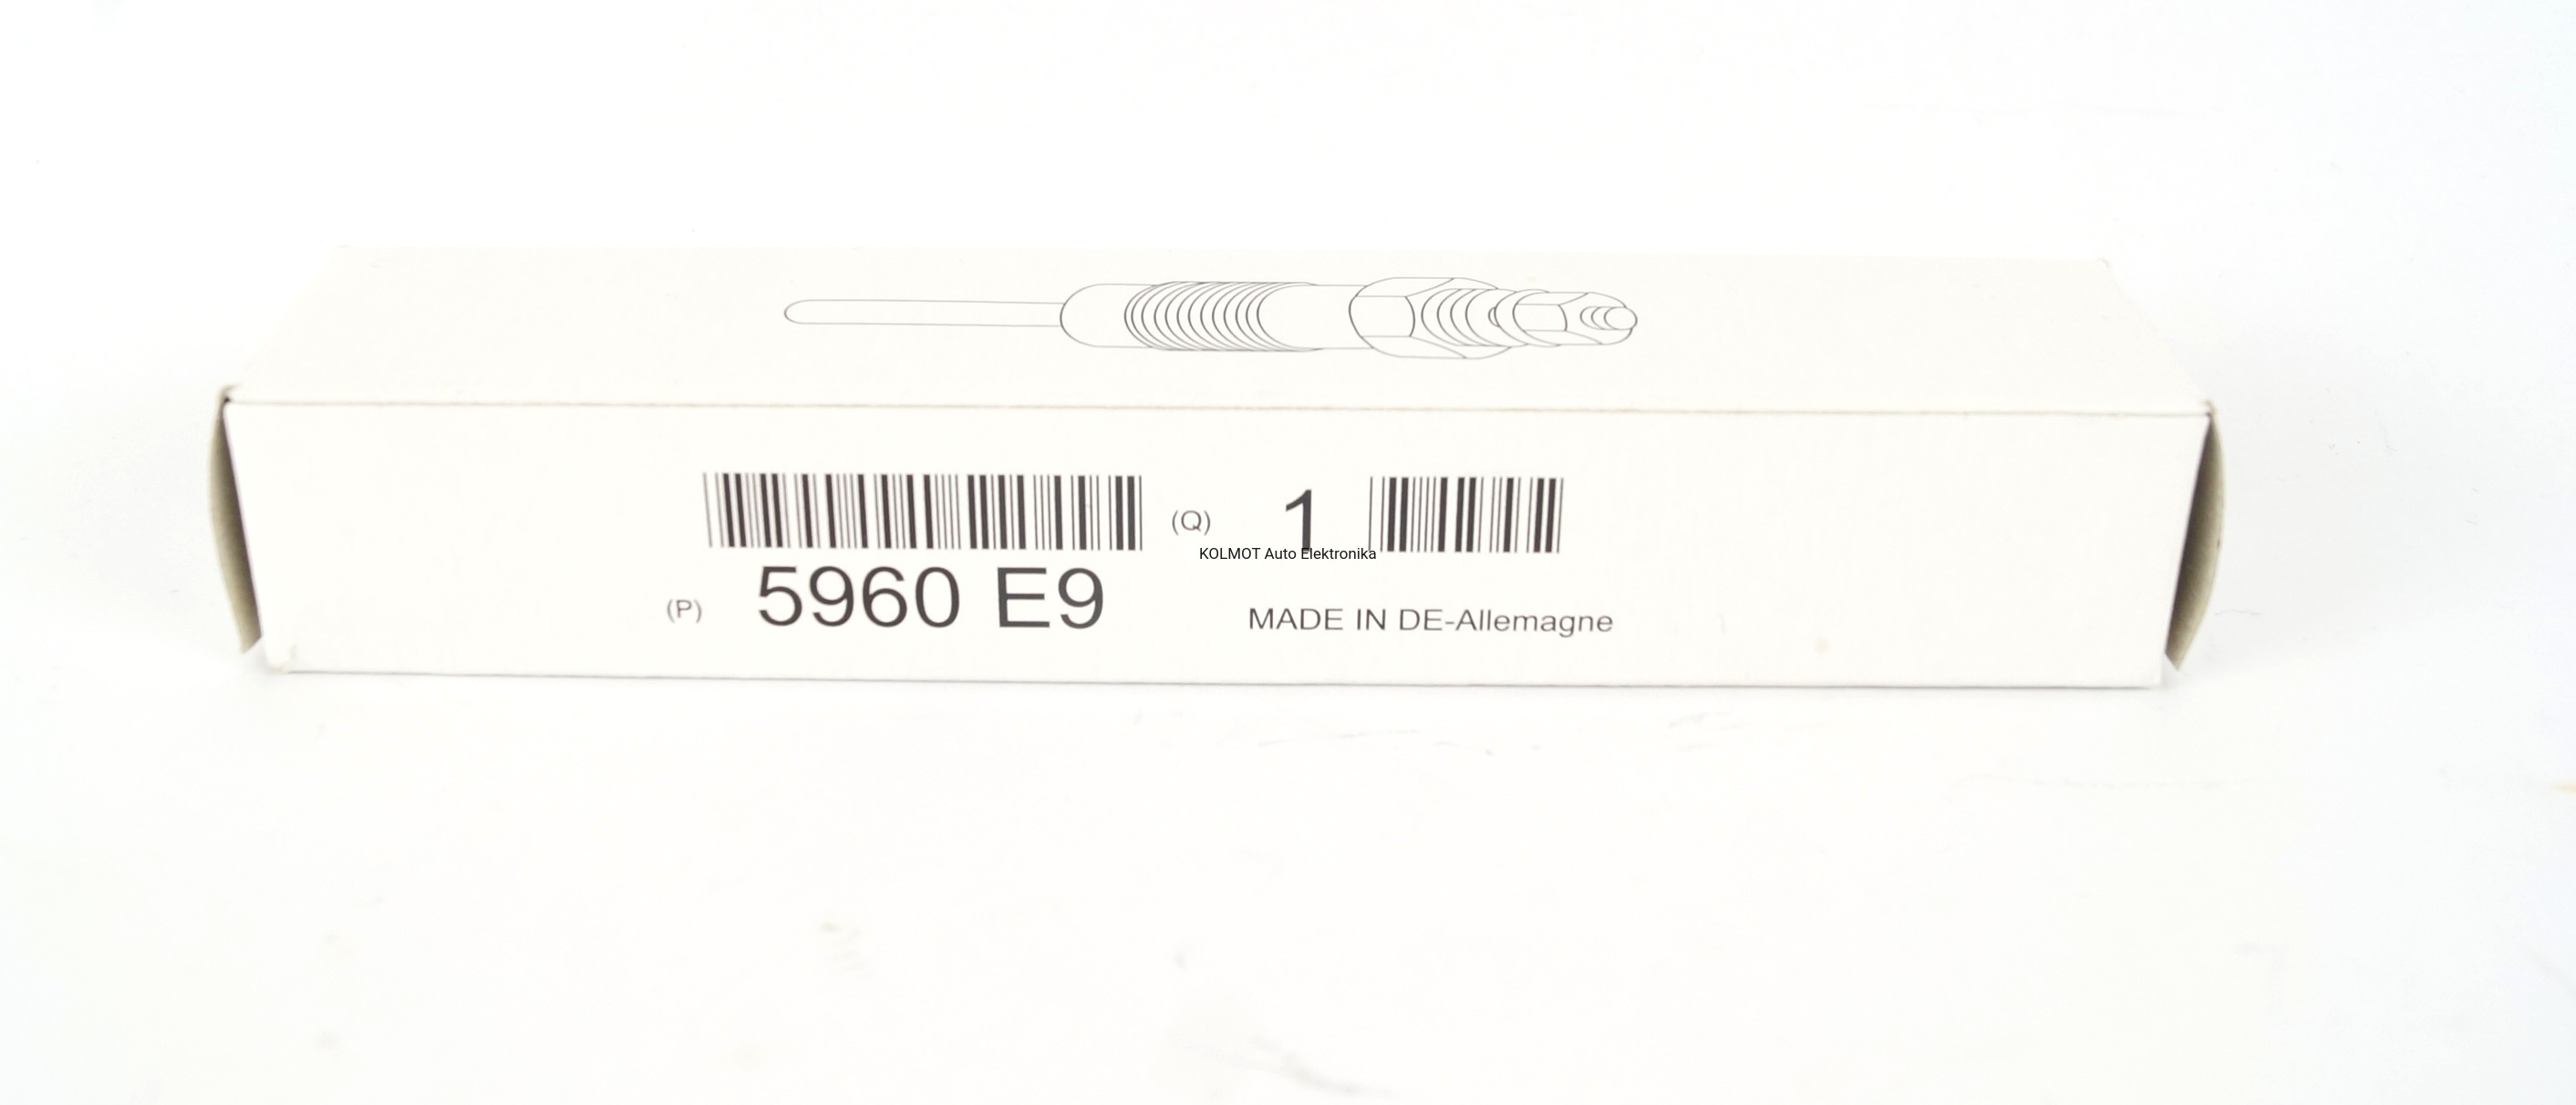 (Q) 1
KOLMOT Auto Elektronika
(P) 5960 E9
MADE IN DE-Allemagne